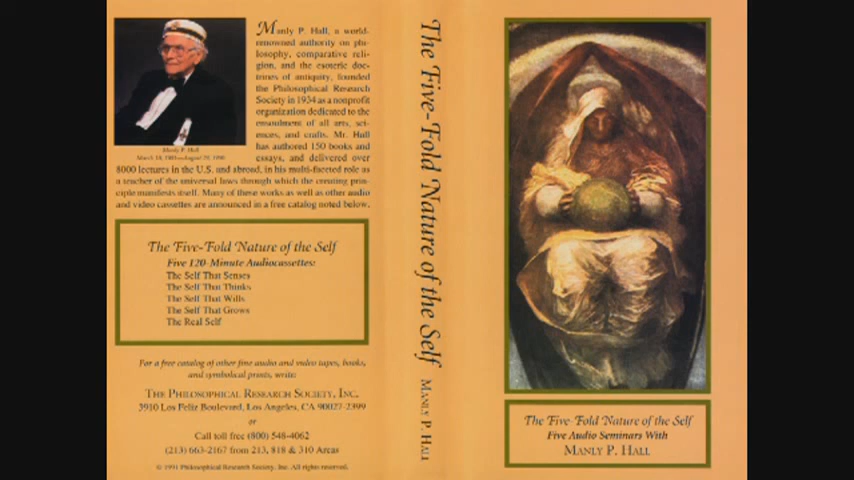 Manly P. Hall, a world-
renowned authority on phi-
losophy, comparative reli-
gion, and the esoteric doc-
trines of antiquity, founded
the Philosophical Research
Society in 1934 as a nonprofit
organization dedicated to the
ensoulment of all arts, sci-
ences, and crafts. Mr. Hall
has authored 150 books and
essays, and delivered over
8000 lectures in the U.S. and abroad, in his multi-faceted role as
a teacher of the universal laws through which the creating prin-
ciple manifests itself. Many of these works as well as other audio
and video cassettes are announced in a free catalog noted below.
Manly P. Hall
March 18, 1901—August 29, 1990
The Five-Fold Nature of the Self
Five 120-Minute Audiocassettes:
The Self That Senses
The Self That Thinks
The Self That Wills
The Self That Grows
The Real Self
For a free catalog of other fine audio and video tapes, books,
and symbolical prints, write:
THE PHILOSOPHICAL RESEARCH SOCIETY, INC.
3910 Los Feliz Boulevard, Los Angeles, CA 90027-2399
or
Call toll free (800) 548-4062
(213) 663-2167 from 213, 818 & 310 Areas
© 1991 Philosophical Research Society, Inc. All rights reserved.
The Five-Fold Nature of the Self MANLY P. HALL
The Five-Fold Nature of the Self
Five Audio Seminars With
MANLY P. HALL